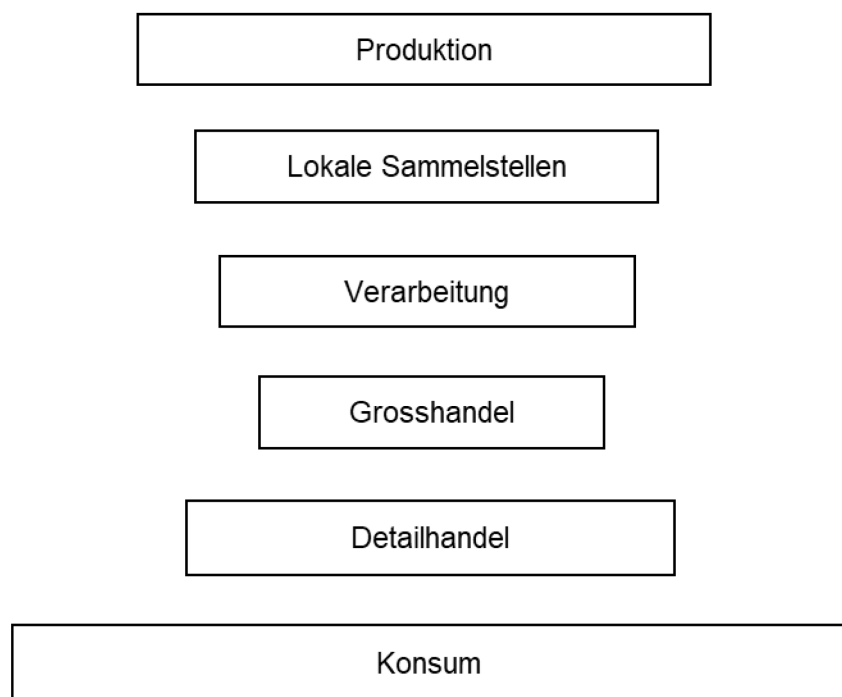 Produktion
Lokale Sammelstellen
Verarbeitung
Grosshandel
Detailhandel
Konsum